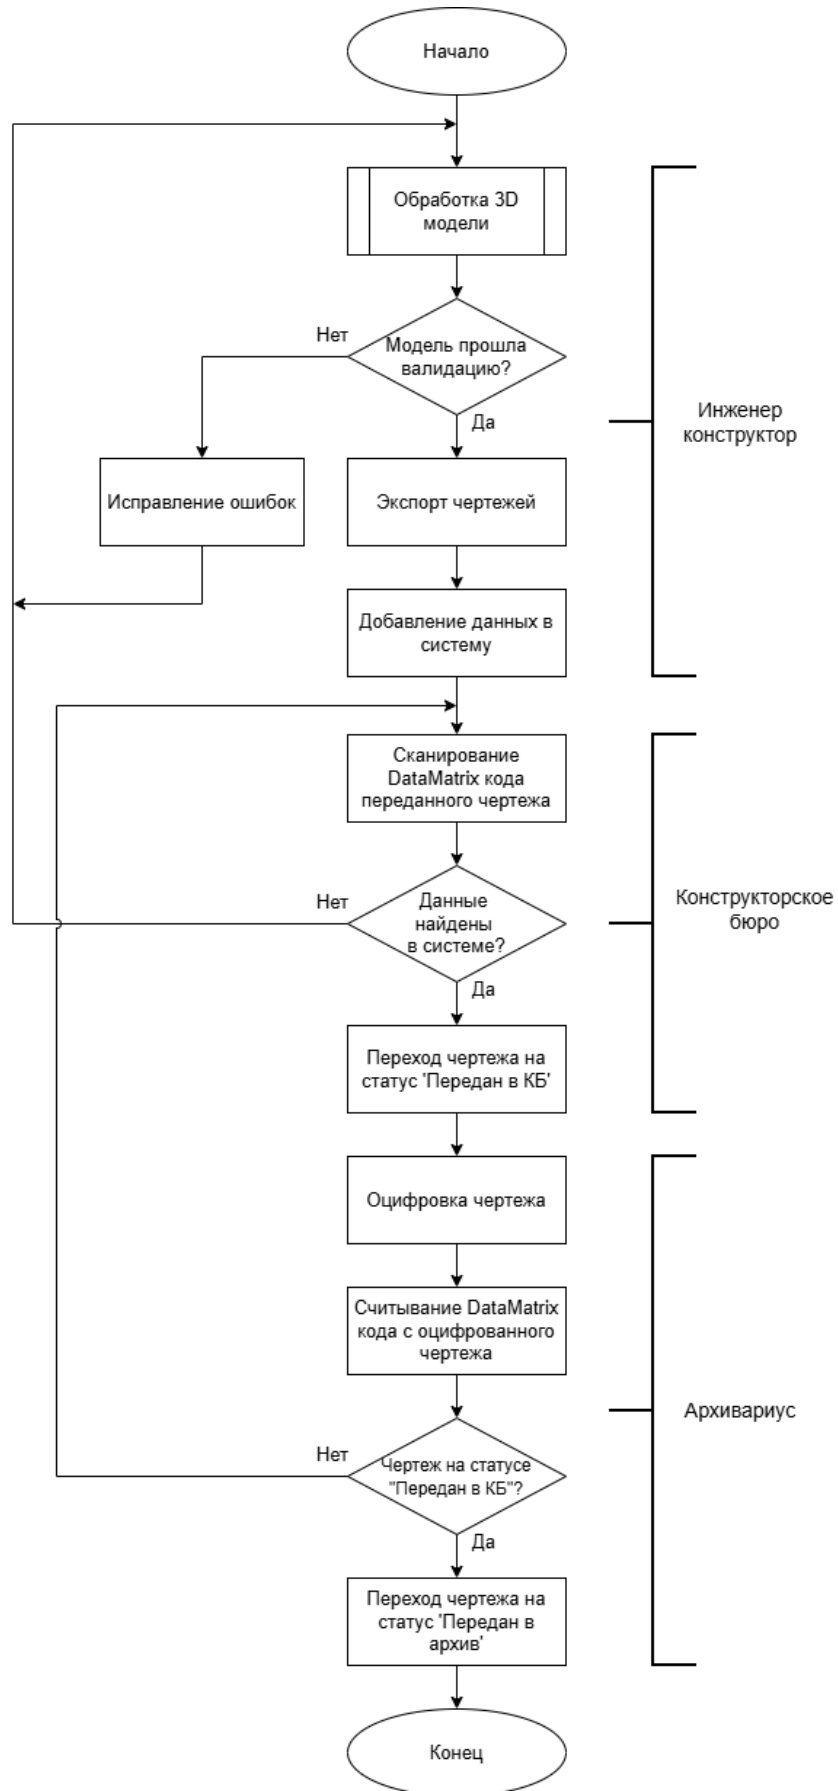 Начало
Обработка 3D
модели
Нет
Модель прошла
валидацию?
Да
Инженер
конструктор
Исправление ошибок
Экспорт чертежей
Добавление данных в
систему
Сканирование
DataMatrix кода
переданного чертежа
Нет
Данные
найдены
в системе?
Да
Конструкторское
бюро
Переход чертежа на
статус 'Передан в КБ'
Оцифровка чертежа
Считывание DataMatrix
кода с оцифрованного
чертежа
Архивариус
Нет
Чертеж на статусе
"Передан в КБ"?
Да
Переход чертежа на
статус 'Передан в
архив'
Конец